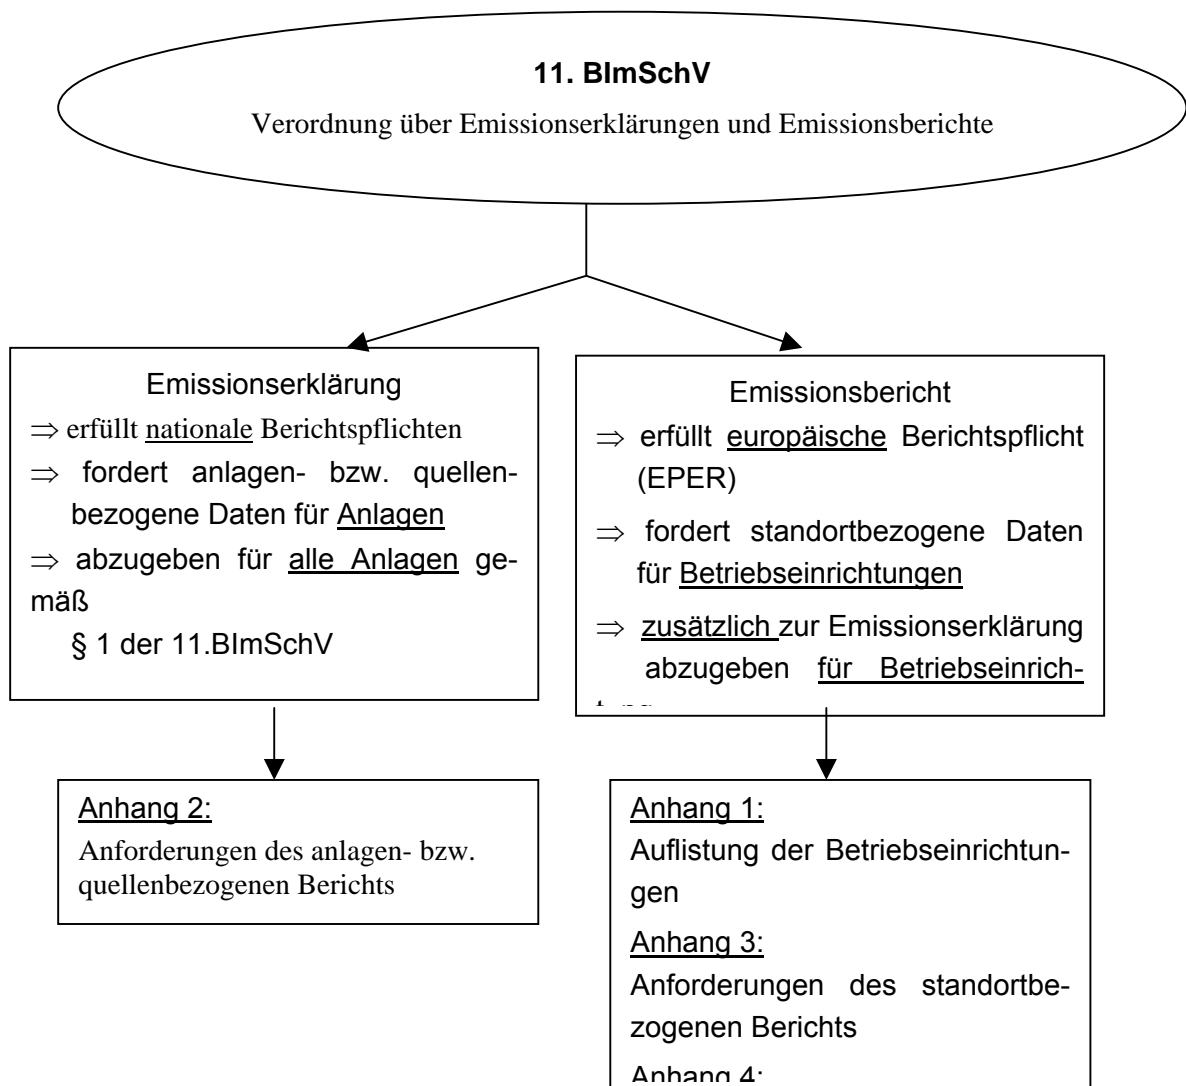 11. BImSchV
Verordnung über Emissionserklärungen und Emissionsberichte
Emissionserklärung
⇒ erfüllt nationale Berichtspflichten
⇒ fordert anlagen- bzw. quellen-
bezogene Daten für Anlagen
⇒ abzugeben für alle Anlagen ge-
mäß
§ 1 der 11.BImSchV
Emissionsbericht
⇒ erfüllt europäische Berichtspflicht
(EPER)
⇒ fordert standortbezogene Daten
für Betriebseinrichtungen
⇒ zusätzlich zur Emissionserklärung
abzugeben für Betriebseinrich-
Anhang 2:
Anforderungen des anlagen- bzw.
quellenbezogenen Berichts
Anhang 1:
Auflistung der Betriebseinrichtun-
gen
Anhang 3:
Anforderungen des standortbe-
zogenen Berichts
Anhang 4: